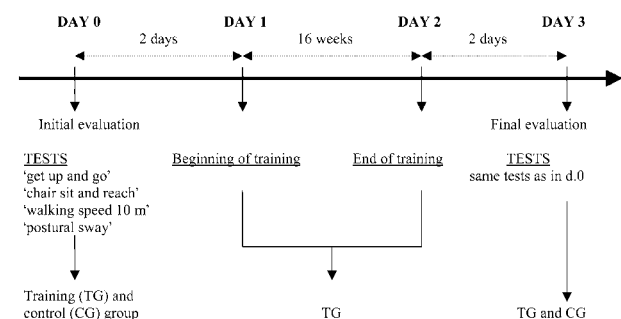 DAY 0 DAY 1 DAY 2 DAY 3
2 days 16 weeks 2 days
Initial evaluation Final evaluation
TESTS Beginning of training End of training TESTS
'get up and go' same tests as in d.0
'chair sit and reach'
'walking speed 10 m'
'postural sway'
Training (TG) and
control (CG) group TG TG and CG